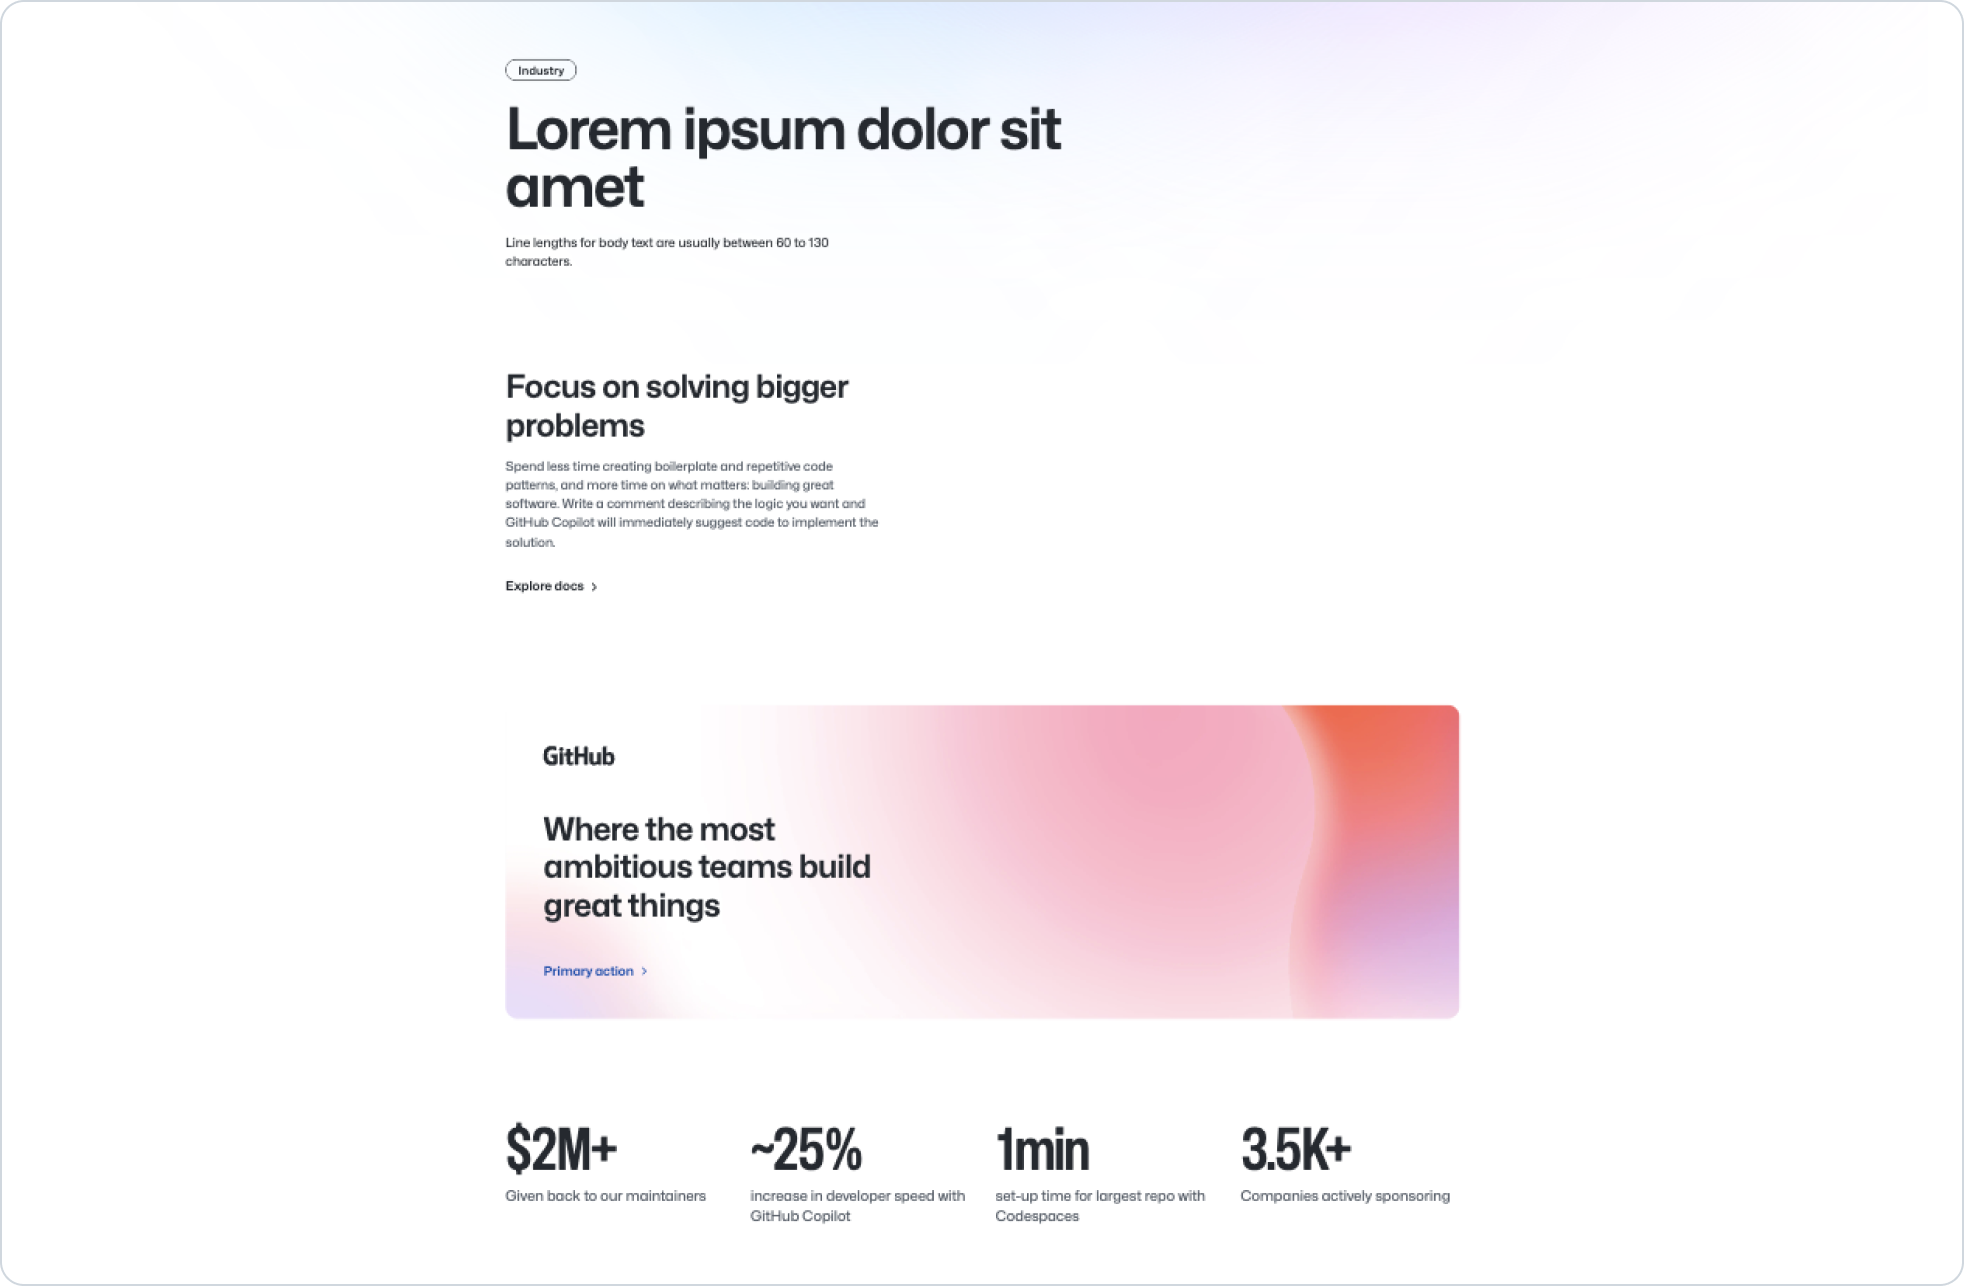 Industry
Lorem ipsum dolor sit
amet
Line lengths for body text are usually between 60 to 130
characters.
Focus on solving bigger
problems
Spend less time creating boilerplate and repetitive code
patterns, and more time on what matters: building great
software. Write a comment describing the logic you want and
GitHub Copilot will immediately suggest code to implement the
solution.
Explore docs
GitHub
Where the most
ambitious teams build
great things
Primary action
$2M+
Given back to our maintainers
~25%
increase in developer speed with
GitHub Copilot
1min
set-up time for largest repo with
Codespaces
3.5K+
Companies actively sponsoring